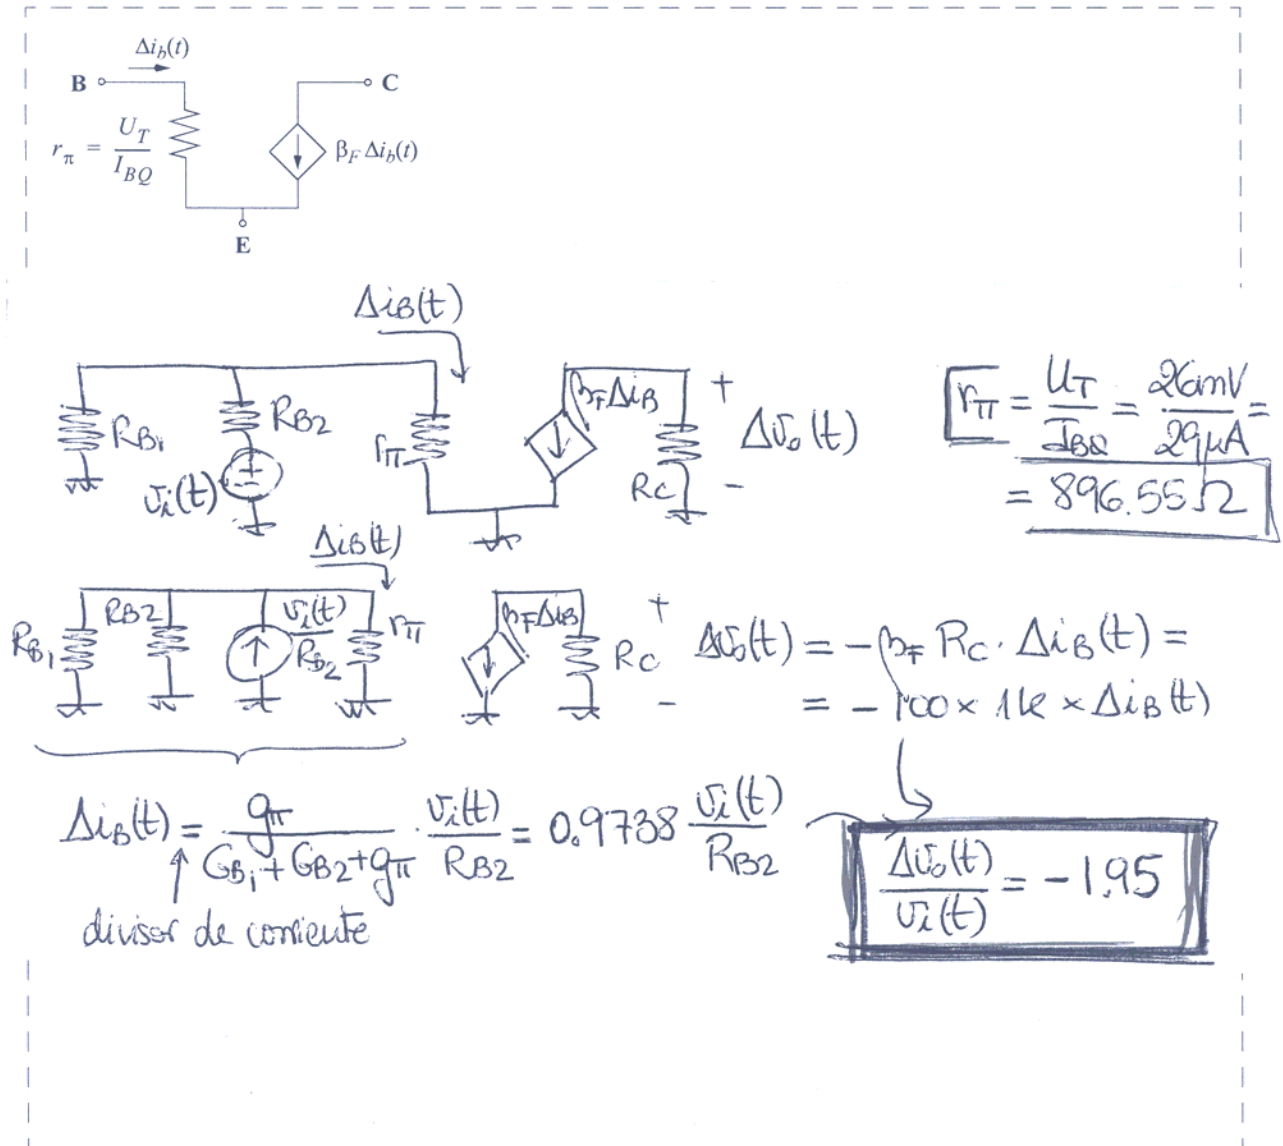 Δi_b(t)
B
C
r_π = U_T / I_BQ
β_F Δi_b(t)
E
Δi_B(t)
R_B1
R_B2
v_i(t)
+
-
r_π
β_F Δi_B
R_C
+
Δv_o(t)
-
r_π = U_T / I_BQ = 26mV / 29μA =
= 896.55Ω
Δi_B(t)
R_B1
R_B2
v_i(t) / R_B2
r_π
β_F Δi_B
R_C
+
-
Δv_o(t) = -β_F R_C · Δi_B(t) =
= -100 × 1k × Δi_B(t)
Δi_B(t) = g_π / (G_B1 + G_B2 + g_π) · v_i(t) / R_B2 = 0.9738 v_i(t) / R_B2
divisor de corriente
Δv_o(t) / v_i(t) = -1.95